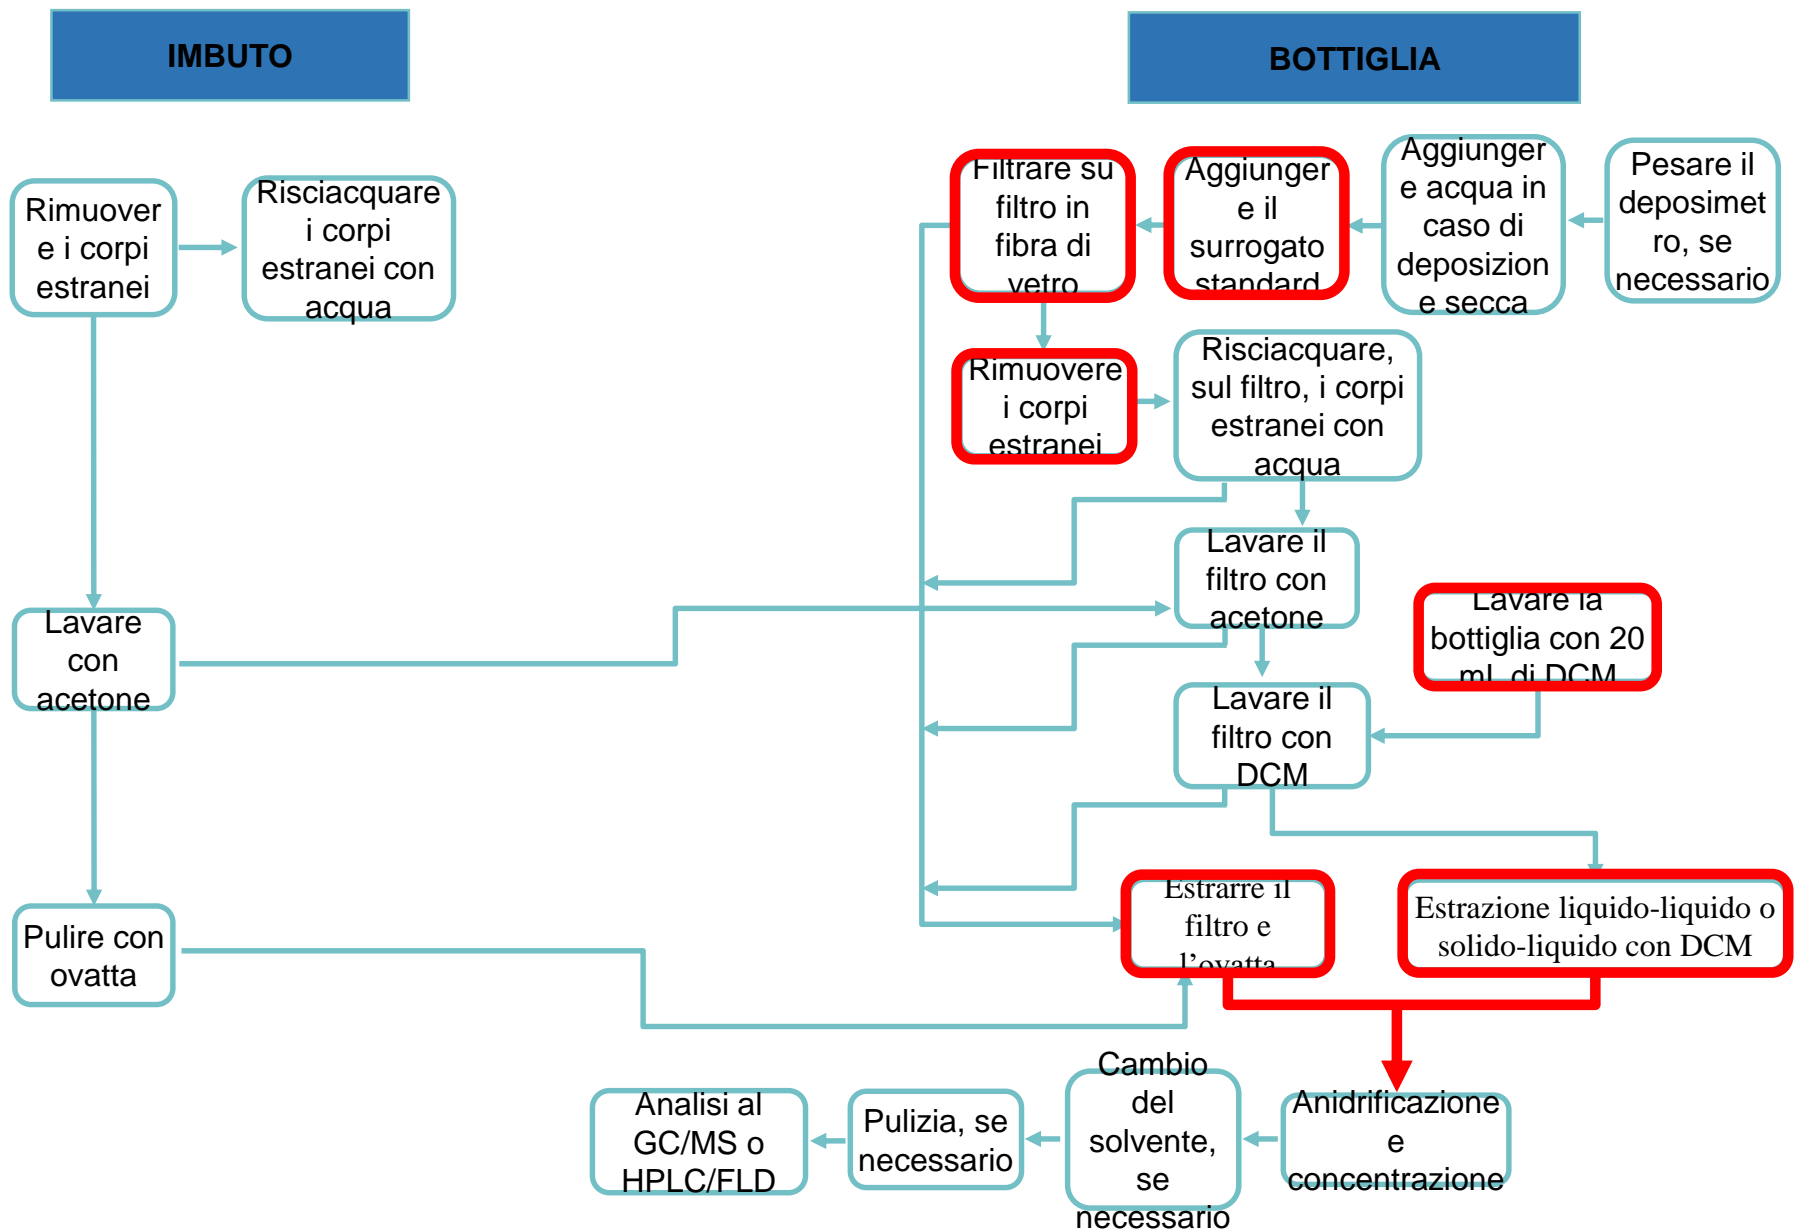 IMBUTO
BOTTIGLIA
Rimuover
e i corpi
estranei
Risciacquare
i corpi
estranei con
acqua
Filtrare su
filtro in
fibra di
vetro
Aggiunger
e il
surrogato
standard
Aggiunger
e acqua in
caso di
deposizion
e secca
Pesare il
deposimet
ro, se
necessario
Rimuovere
i corpi
estranei
Risciacquare,
sul filtro, i corpi
estranei con
acqua
Lavare il
filtro con
acetone
Lavare la
bottiglia con 20
mL di DCM
Lavare
con
acetone
Lavare il
filtro con
DCM
Pulire con
ovatta
Estrarre il
filtro e
l’ovatta
Estrazione liquido-liquido o
solido-liquido con DCM
Anidrificazione
e
concentrazione
Cambio
del
solvente,
se
necessario
Pulizia, se
necessario
Analisi al
GC/MS o
HPLC/FLD